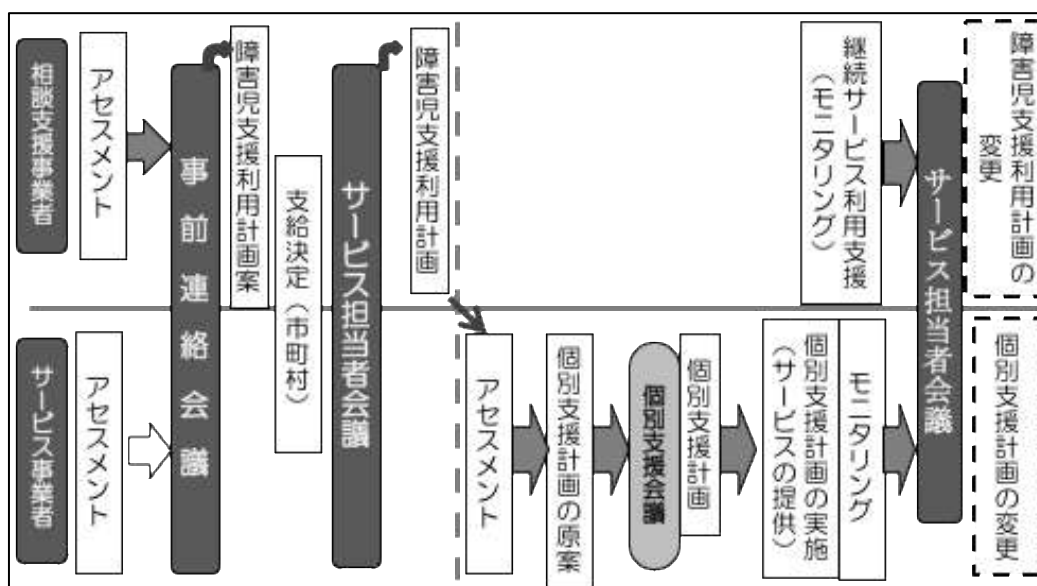 相談支援事業者
アセスメント
事前連絡会議
障害児支援利用計画案
支給決定（市町村）
サービス担当者会議
障害児支援利用計画
継続サービス利用支援
（モニタリング）
サービス担当者会議
障害児支援利用計画の
変更
サービス事業者
アセスメント
アセスメント
個別支援計画の原案
個別支援会議
個別支援計画
個別支援計画の実施
（サービスの提供）
モニタリング
個別支援計画の変更